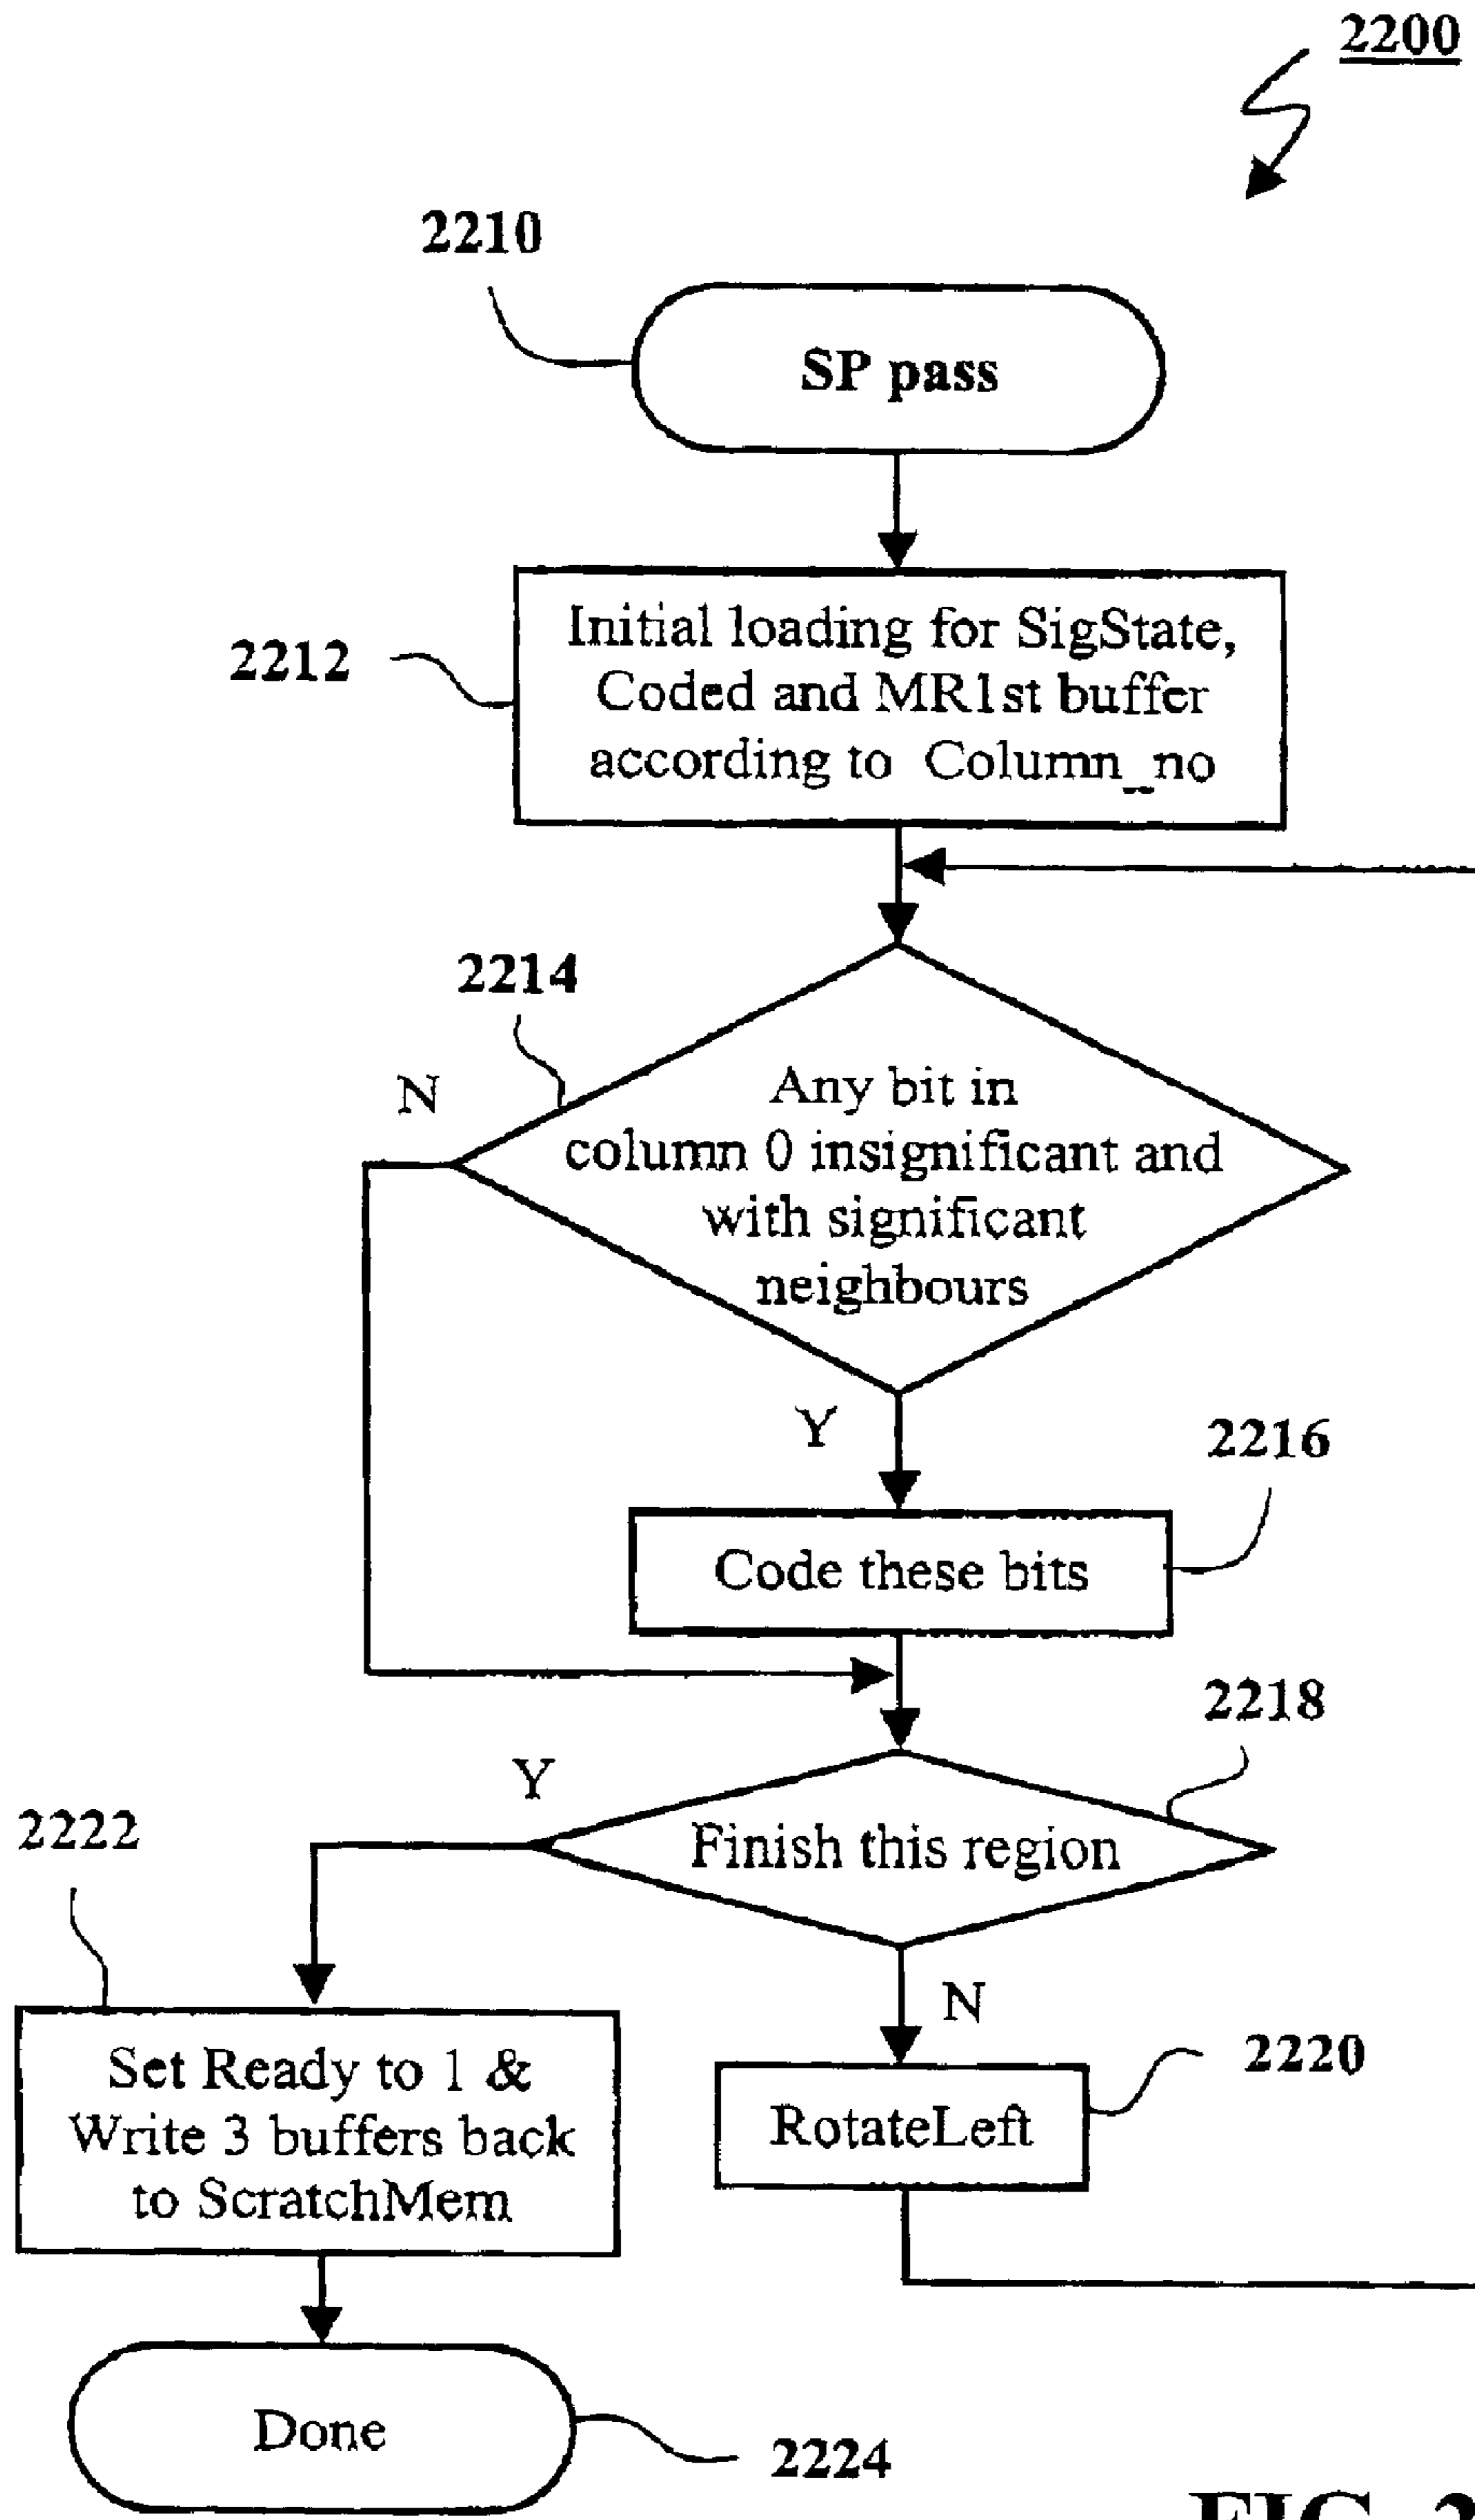 2200
2210
SP pass
2212
Initial loading for SigState,
Coded and MR1st buffer
according to Column_no
2214
N
Any bit in
column 0 insignificant and
with significant
neighbours
Y
2216
Code these bits
2218
Y
2222
Finish this region
N
2220
Set Ready to 1 &
Write 3 buffers back
to ScratchMem
RotateLeft
Done
2224